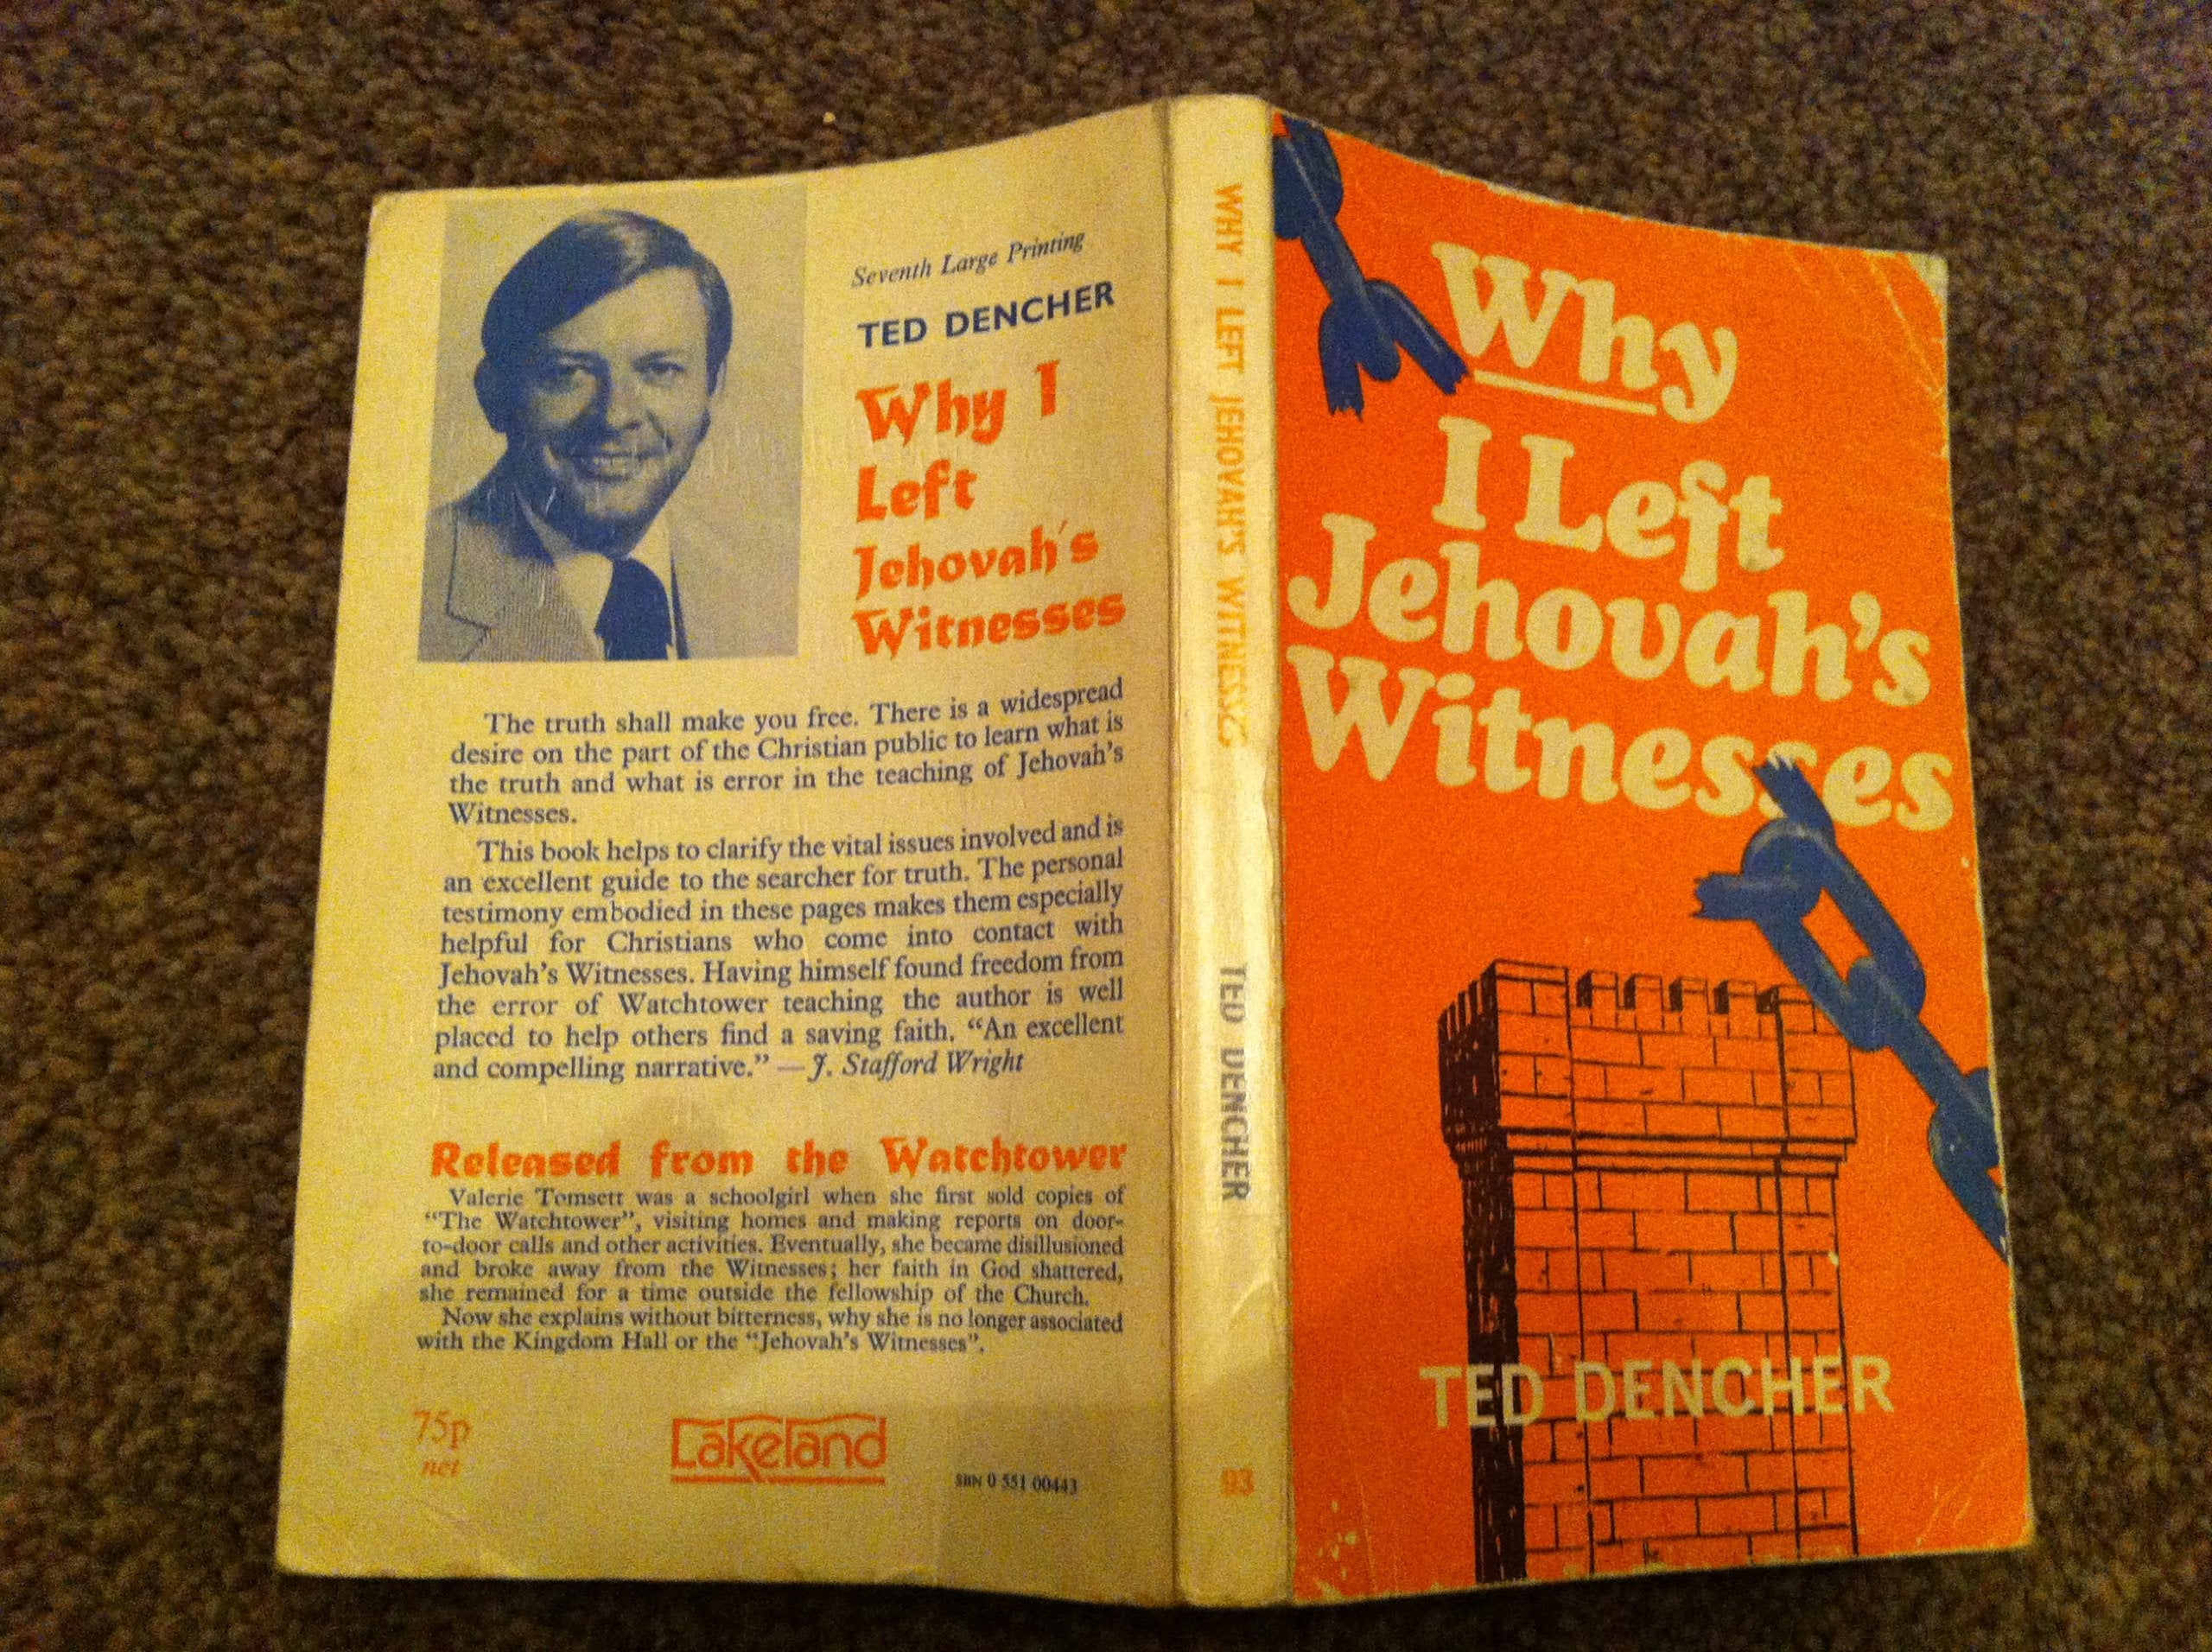 Seventh Large Printing
TED DENCHER
Why I
Left
Jehovah's
Witnesses
The truth shall make you free. There is a widespread
desire on the part of the Christian public to learn what is
the truth and what is error in the teaching of Jehovah's
Witnesses.
This book helps to clarify the vital issues involved and is
an excellent guide to the searcher for truth. The personal
testimony embodied in these pages makes them especially
helpful for Christians who come into contact with
Jehovah's Witnesses. Having himself found freedom from
the error of Watchtower teaching the author is well
placed to help others find a saving faith. "An excellent
and compelling narrative." — J. Stafford Wright
Released from the Watchtower
Valerie Tomsett was a schoolgirl when she first sold copies of
"The Watchtower", visiting homes and making reports on door-
to-door calls and other activities. Eventually, she became disillusioned
and broke away from the Witnesses; her faith in God shattered,
she remained for a time outside the fellowship of the Church.
Now she explains without bitterness, why she is no longer associated
with the Kingdom Hall or the "Jehovah's Witnesses".
75p
net
Lakeland
SBN 0 551 00443
WHY I LEFT JEHOVAH'S WITNESSES
TED DENCHER
93
Why
I Left
Jehovah's
Witnesses
TED DENCHER